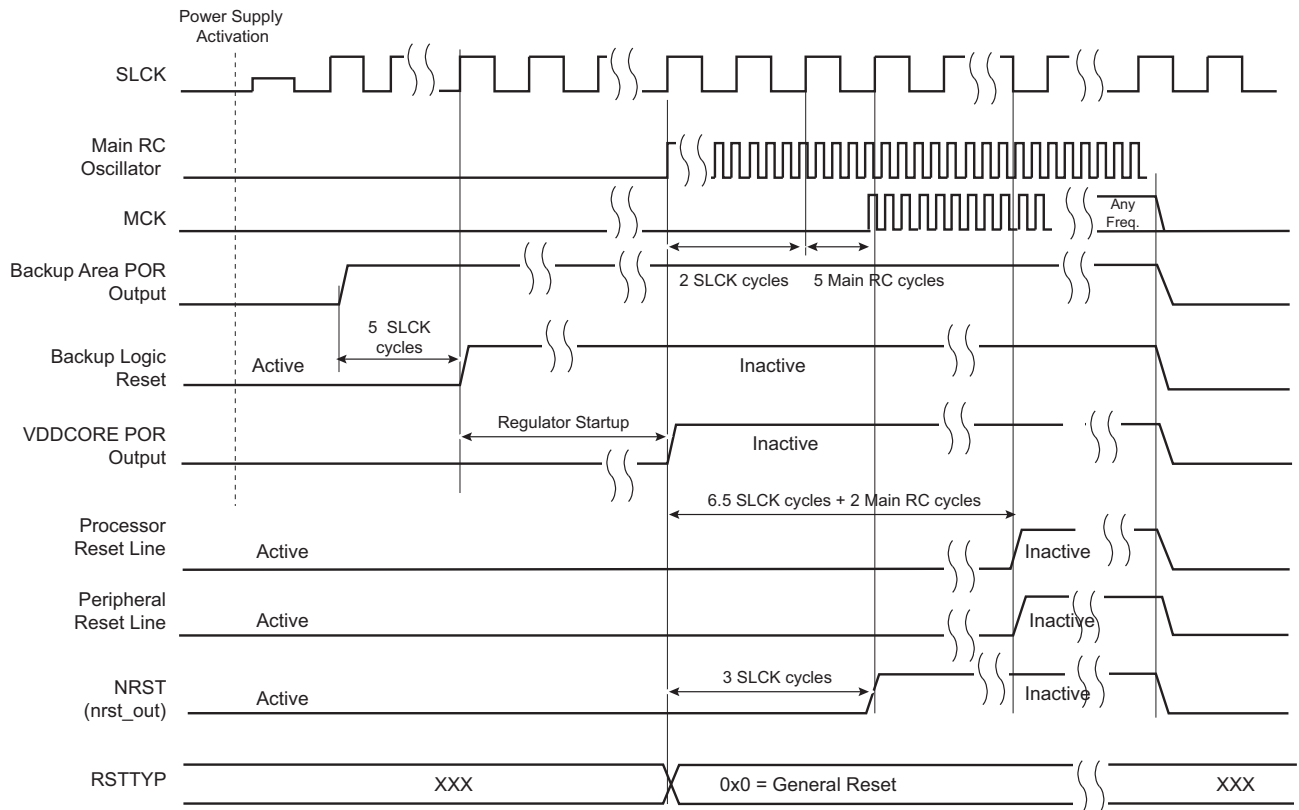 Power Supply
Activation
SLCK
Main RC
Oscillator
MCK
Any
Freq.
2 SLCK cycles
5 Main RC cycles
Backup Area POR
Output
5 SLCK
cycles
Backup Logic
Reset
Active
Inactive
Regulator Startup
VDDCORE POR
Output
Inactive
6.5 SLCK cycles + 2 Main RC cycles
Processor
Reset Line
Active
Inactive
Peripheral
Reset Line
Active
Inactive
3 SLCK cycles
NRST
(nrst_out)
Active
Inactive
RSTTYP
XXX
0x0 = General Reset
XXX